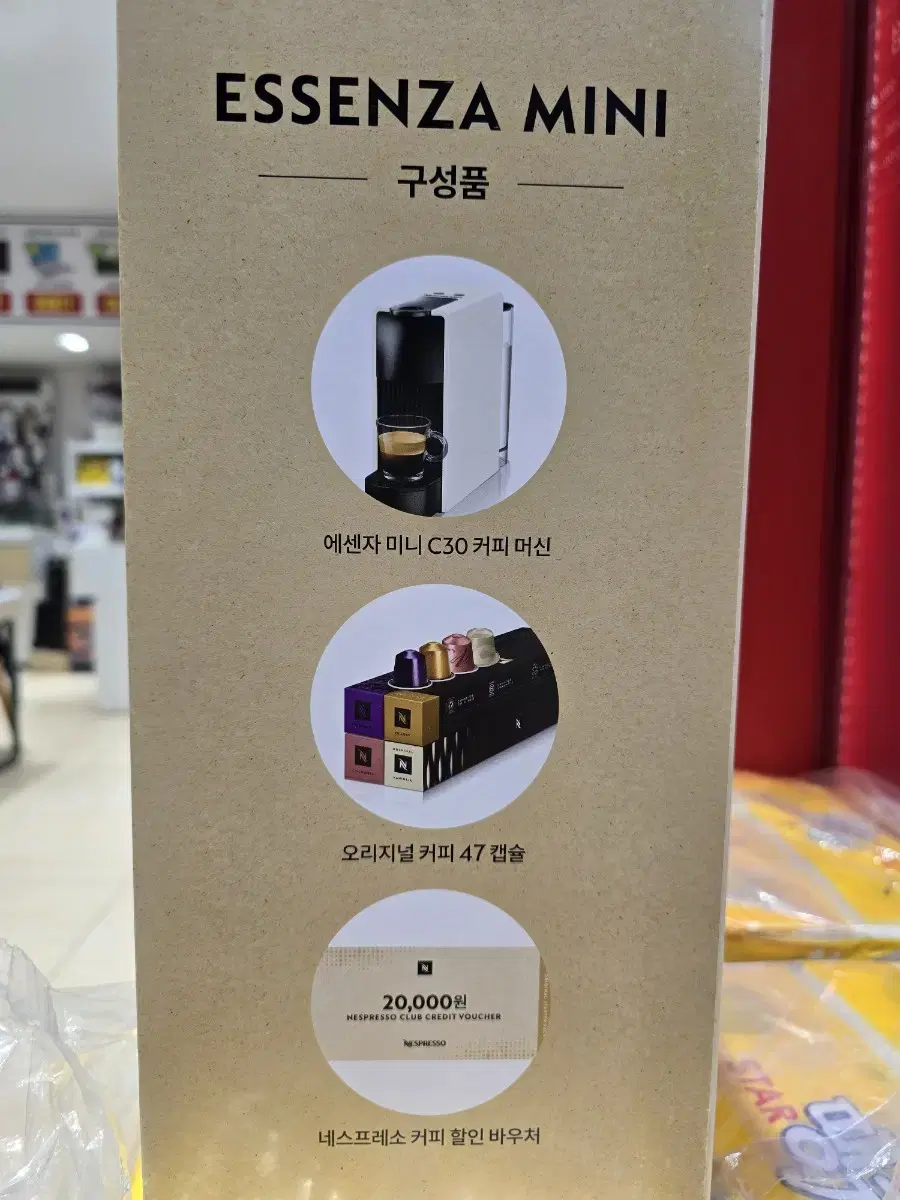 ESSENZA MINI
구성품
에센자 미니 C30 커피 머신
오리지널 커피 47 캡슐
20,000원
NESPRESSO CLUB CREDIT VOUCHER
NESPRESSO
네스프레소 커피 할인 바우처
STAR